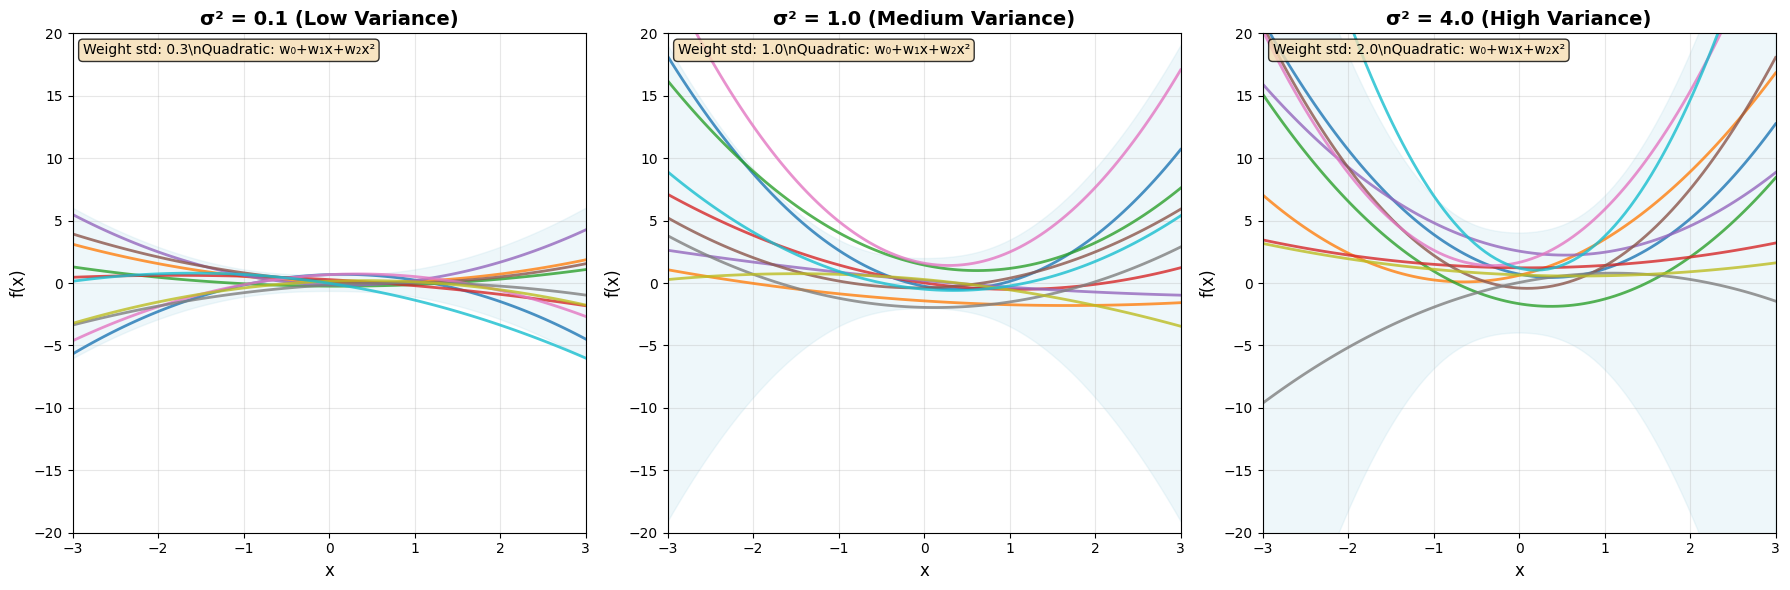 σ² = 0.1 (Low Variance)
Weight std: 0.3\nQuadratic: w₀+w₁x+w₂x²
20
15
10
5
0
−5
−10
−15
−20
f(x)
−3 −2 −1 0 1 2 3
x
σ² = 1.0 (Medium Variance)
Weight std: 1.0\nQuadratic: w₀+w₁x+w₂x²
20
15
10
5
0
−5
−10
−15
−20
f(x)
−3 −2 −1 0 1 2 3
x
σ² = 4.0 (High Variance)
Weight std: 2.0\nQuadratic: w₀+w₁x+w₂x²
20
15
10
5
0
−5
−10
−15
−20
f(x)
−3 −2 −1 0 1 2 3
x